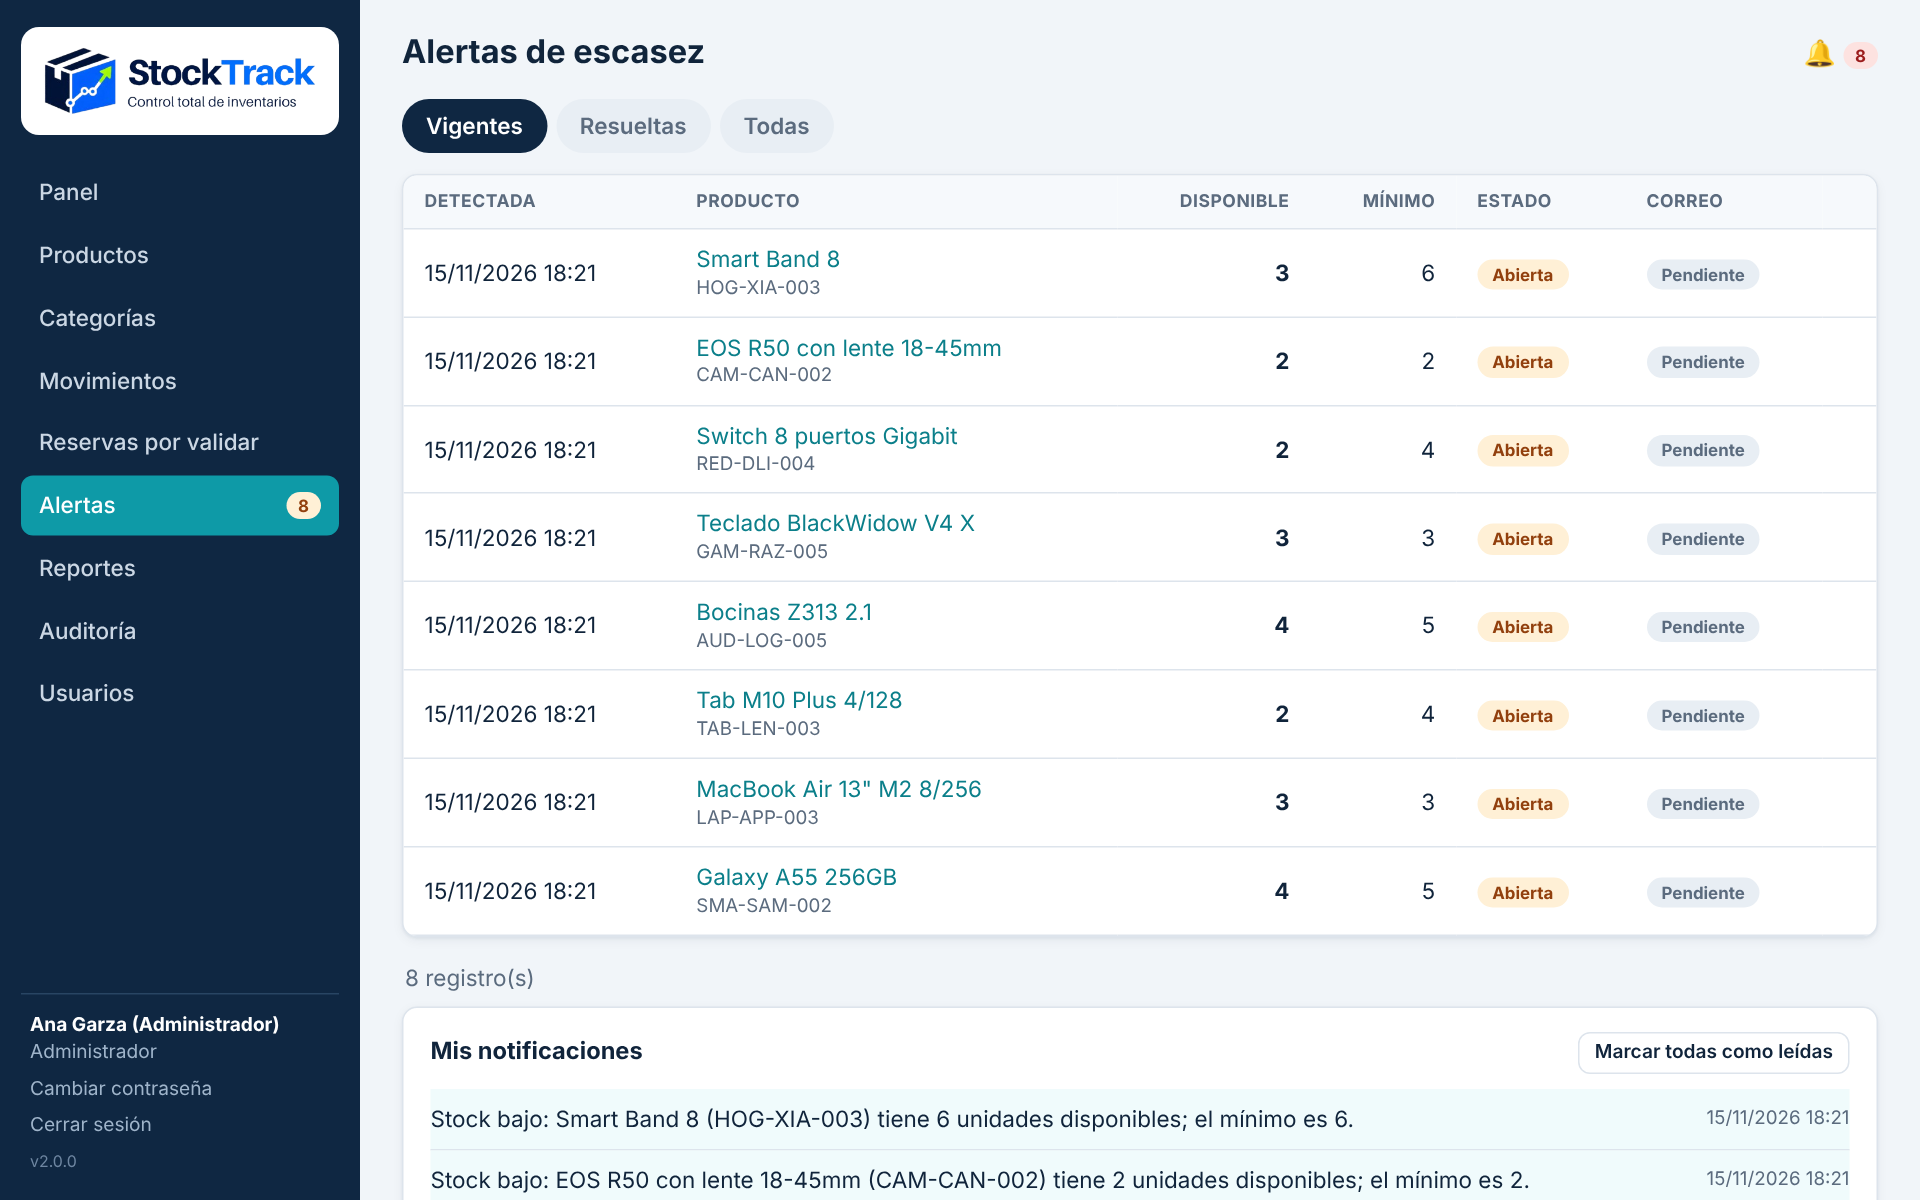 StockTrack
Control total de inventarios
Panel
Productos
Categorías
Movimientos
Reservas por validar
Alertas 8
Reportes
Auditoría
Usuarios
Ana Garza (Administrador)
Administrador
Cambiar contraseña
Cerrar sesión
v2.0.0
Alertas de escasez
8
Vigentes Resueltas Todas
DETECTADA PRODUCTO DISPONIBLE MÍNIMO ESTADO CORREO
15/11/2026 18:21 Smart Band 8 3 6 Abierta Pendiente
HOG-XIA-003
15/11/2026 18:21 EOS R50 con lente 18-45mm 2 2 Abierta Pendiente
CAM-CAN-002
15/11/2026 18:21 Switch 8 puertos Gigabit 2 4 Abierta Pendiente
RED-DLI-004
15/11/2026 18:21 Teclado BlackWidow V4 X 3 3 Abierta Pendiente
GAM-RAZ-005
15/11/2026 18:21 Bocinas Z313 2.1 4 5 Abierta Pendiente
AUD-LOG-005
15/11/2026 18:21 Tab M10 Plus 4/128 2 4 Abierta Pendiente
TAB-LEN-003
15/11/2026 18:21 MacBook Air 13" M2 8/256 3 3 Abierta Pendiente
LAP-APP-003
15/11/2026 18:21 Galaxy A55 256GB 4 5 Abierta Pendiente
SMA-SAM-002
8 registro(s)
Mis notificaciones Marcar todas como leídas
Stock bajo: Smart Band 8 (HOG-XIA-003) tiene 6 unidades disponibles; el mínimo es 6. 15/11/2026 18:21
Stock bajo: EOS R50 con lente 18-45mm (CAM-CAN-002) tiene 2 unidades disponibles; el mínimo es 2. 15/11/2026 18:21